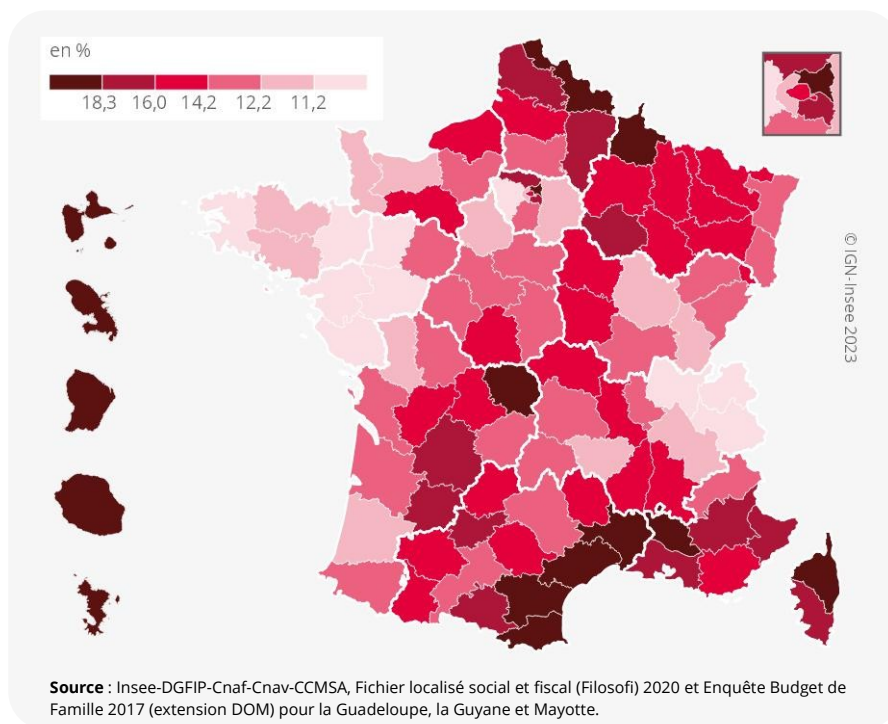 en %
18,3 16,0 14,2 12,2 11,2
© IGN-Insee 2023
Source : Insee-DGFIP-Cnaf-Cnav-CCMSA, Fichier localisé social et fiscal (Filosofi) 2020 et Enquête Budget de
Famille 2017 (extension DOM) pour la Guadeloupe, la Guyane et Mayotte.